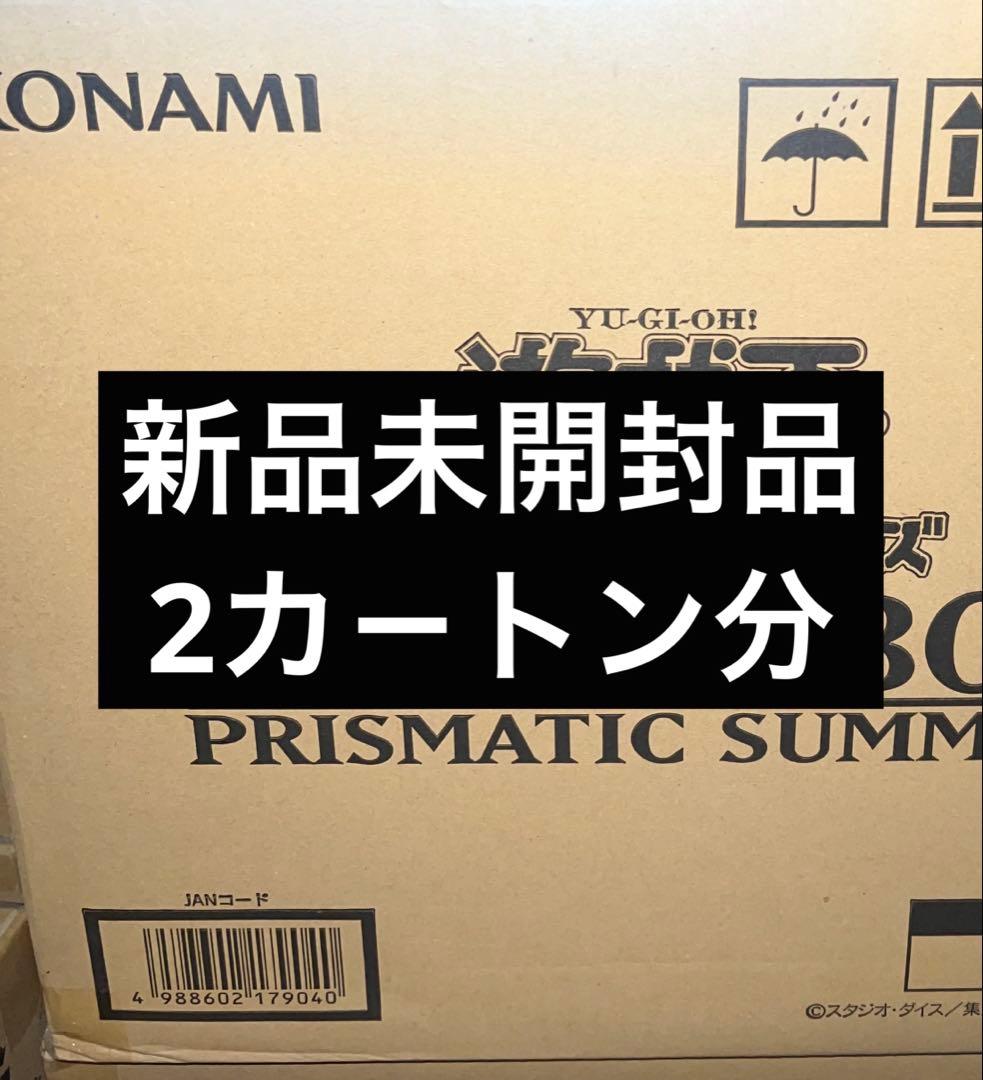 KONAMI
YU-GI-OH!
新品未開封品
2カートン分
PRISMATIC SUMM
JANコード
4 988602 179040
©スタジオ・ダイス／集